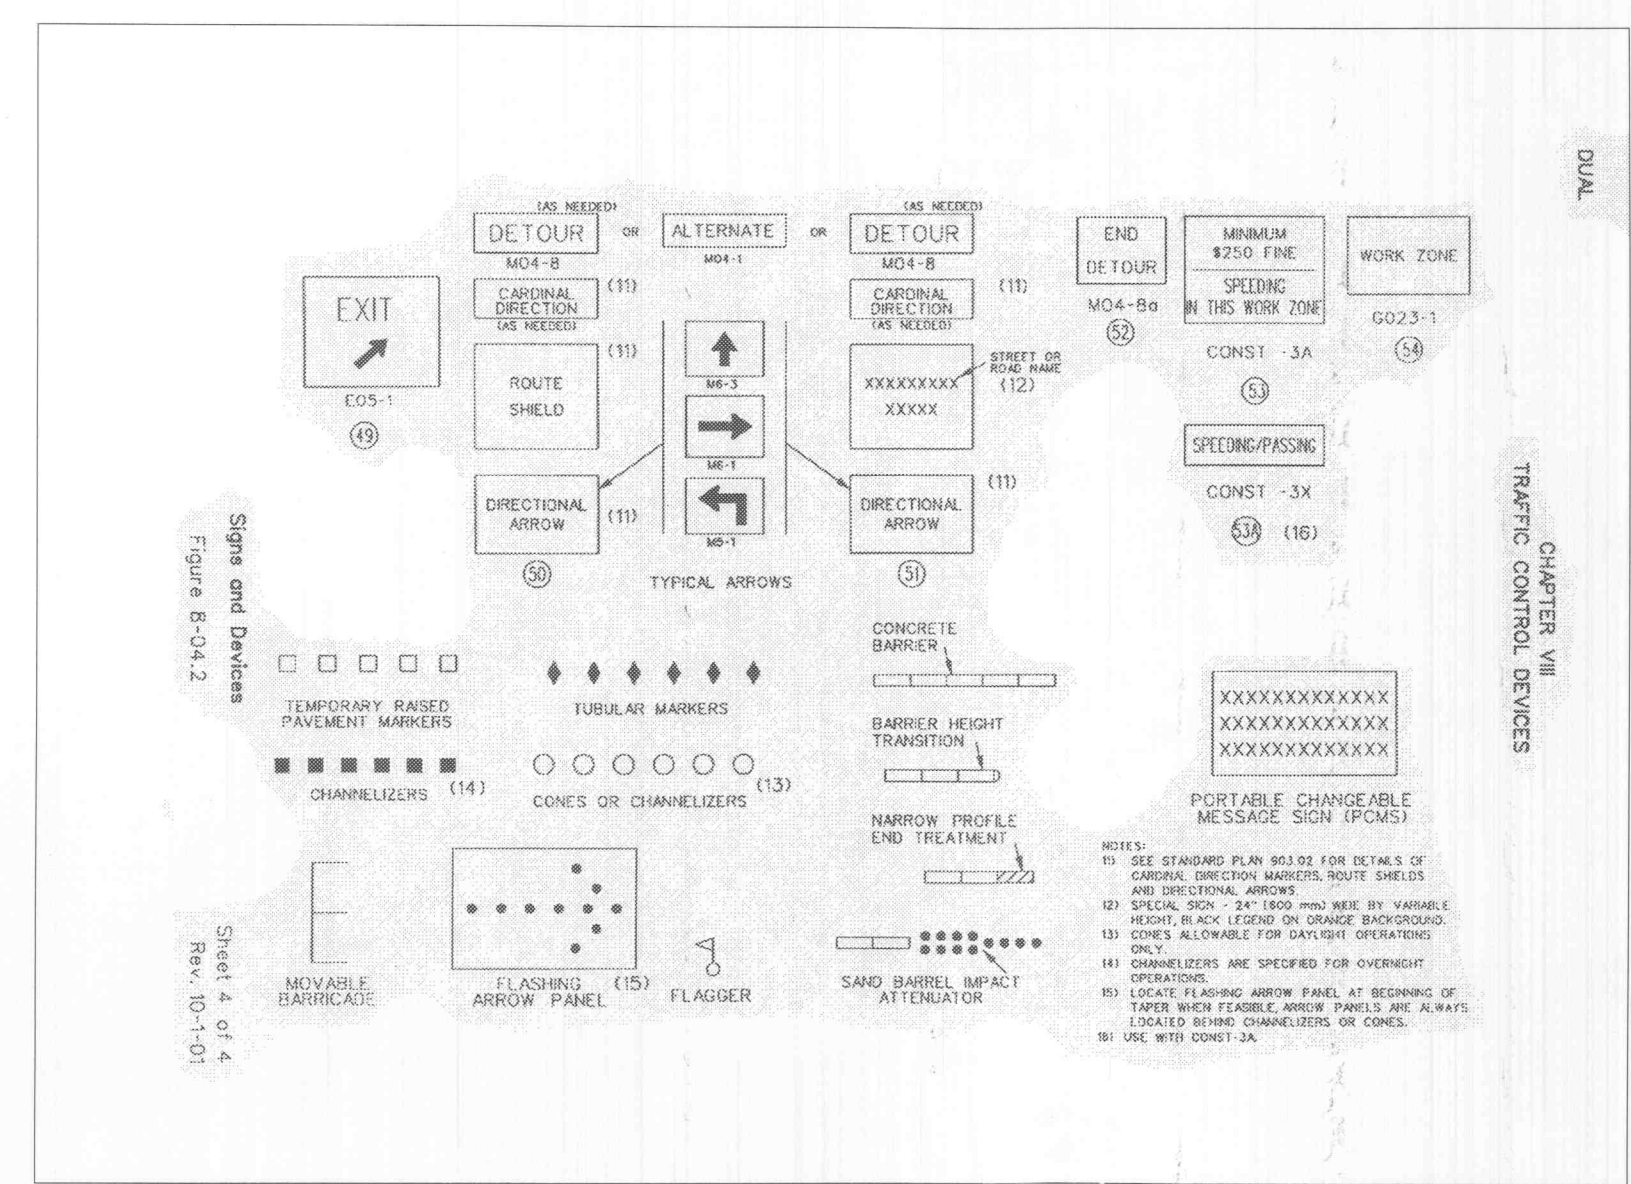 DUAL
CHAPTER VIII
TRAFFIC CONTROL DEVICES
EXIT
E05-1
49
(AS NEEDED)
DETOUR
M04-8
OR
ALTERNATE
M04-1
OR
(AS NEEDED)
DETOUR
M04-8
CARDINAL
DIRECTION
(11)
(AS NEEDED)
ROUTE
SHIELD
(11)
DIRECTIONAL
ARROW
(11)
50
M6-3
M6-1
M5-1
TYPICAL ARROWS
CARDINAL
DIRECTION
(11)
(AS NEEDED)
XXXXXXXXX
XXXXX
STREET OR
ROAD NAME
(12)
DIRECTIONAL
ARROW
(11)
51
END
DETOUR
M04-8a
52
MINIMUM
$250 FINE
SPEEDING
IN THIS WORK ZONE
CONST -3A
53
WORK ZONE
G023-1
54
SPEEDING/PASSING
CONST -3X
53A (16)
TEMPORARY RAISED
PAVEMENT MARKERS
TUBULAR MARKERS
CONCRETE
BARRIER
CHANNELIZERS (14)
CONES OR CHANNELIZERS (13)
BARRIER HEIGHT
TRANSITION
NARROW PROFILE
END TREATMENT
MOVABLE
BARRICADE
FLASHING (15)
ARROW PANEL
FLAGGER
SAND BARREL IMPACT
ATTENUATOR
XXXXXXXXXXXXX
XXXXXXXXXXXXX
XXXXXXXXXXXXX
PORTABLE CHANGEABLE
MESSAGE SIGN (PCMS)
NOTES:
11) SEE STANDARD PLAN 903.02 FOR DETAILS OF
CARDINAL DIRECTION MARKERS, ROUTE SHIELDS
AND DIRECTIONAL ARROWS.
12) SPECIAL SIGN - 24" (600 mm) WIDE BY VARIABLE
HEIGHT, BLACK LEGEND ON ORANGE BACKGROUND.
13) CONES ALLOWABLE FOR DAYLIGHT OPERATIONS
ONLY.
14) CHANNELIZERS ARE SPECIFIED FOR OVERNIGHT
OPERATIONS.
15) LOCATE FLASHING ARROW PANEL AT BEGINNING OF
TAPER WHEN FEASIBLE, ARROW PANELS ARE ALWAYS
LOCATED BEHIND CHANNELIZERS OR CONES.
16) USE WITH CONST-3A
Signs and Devices
Figure 8-04.2
Sheet 4 of 4
Rev. 10-1-01